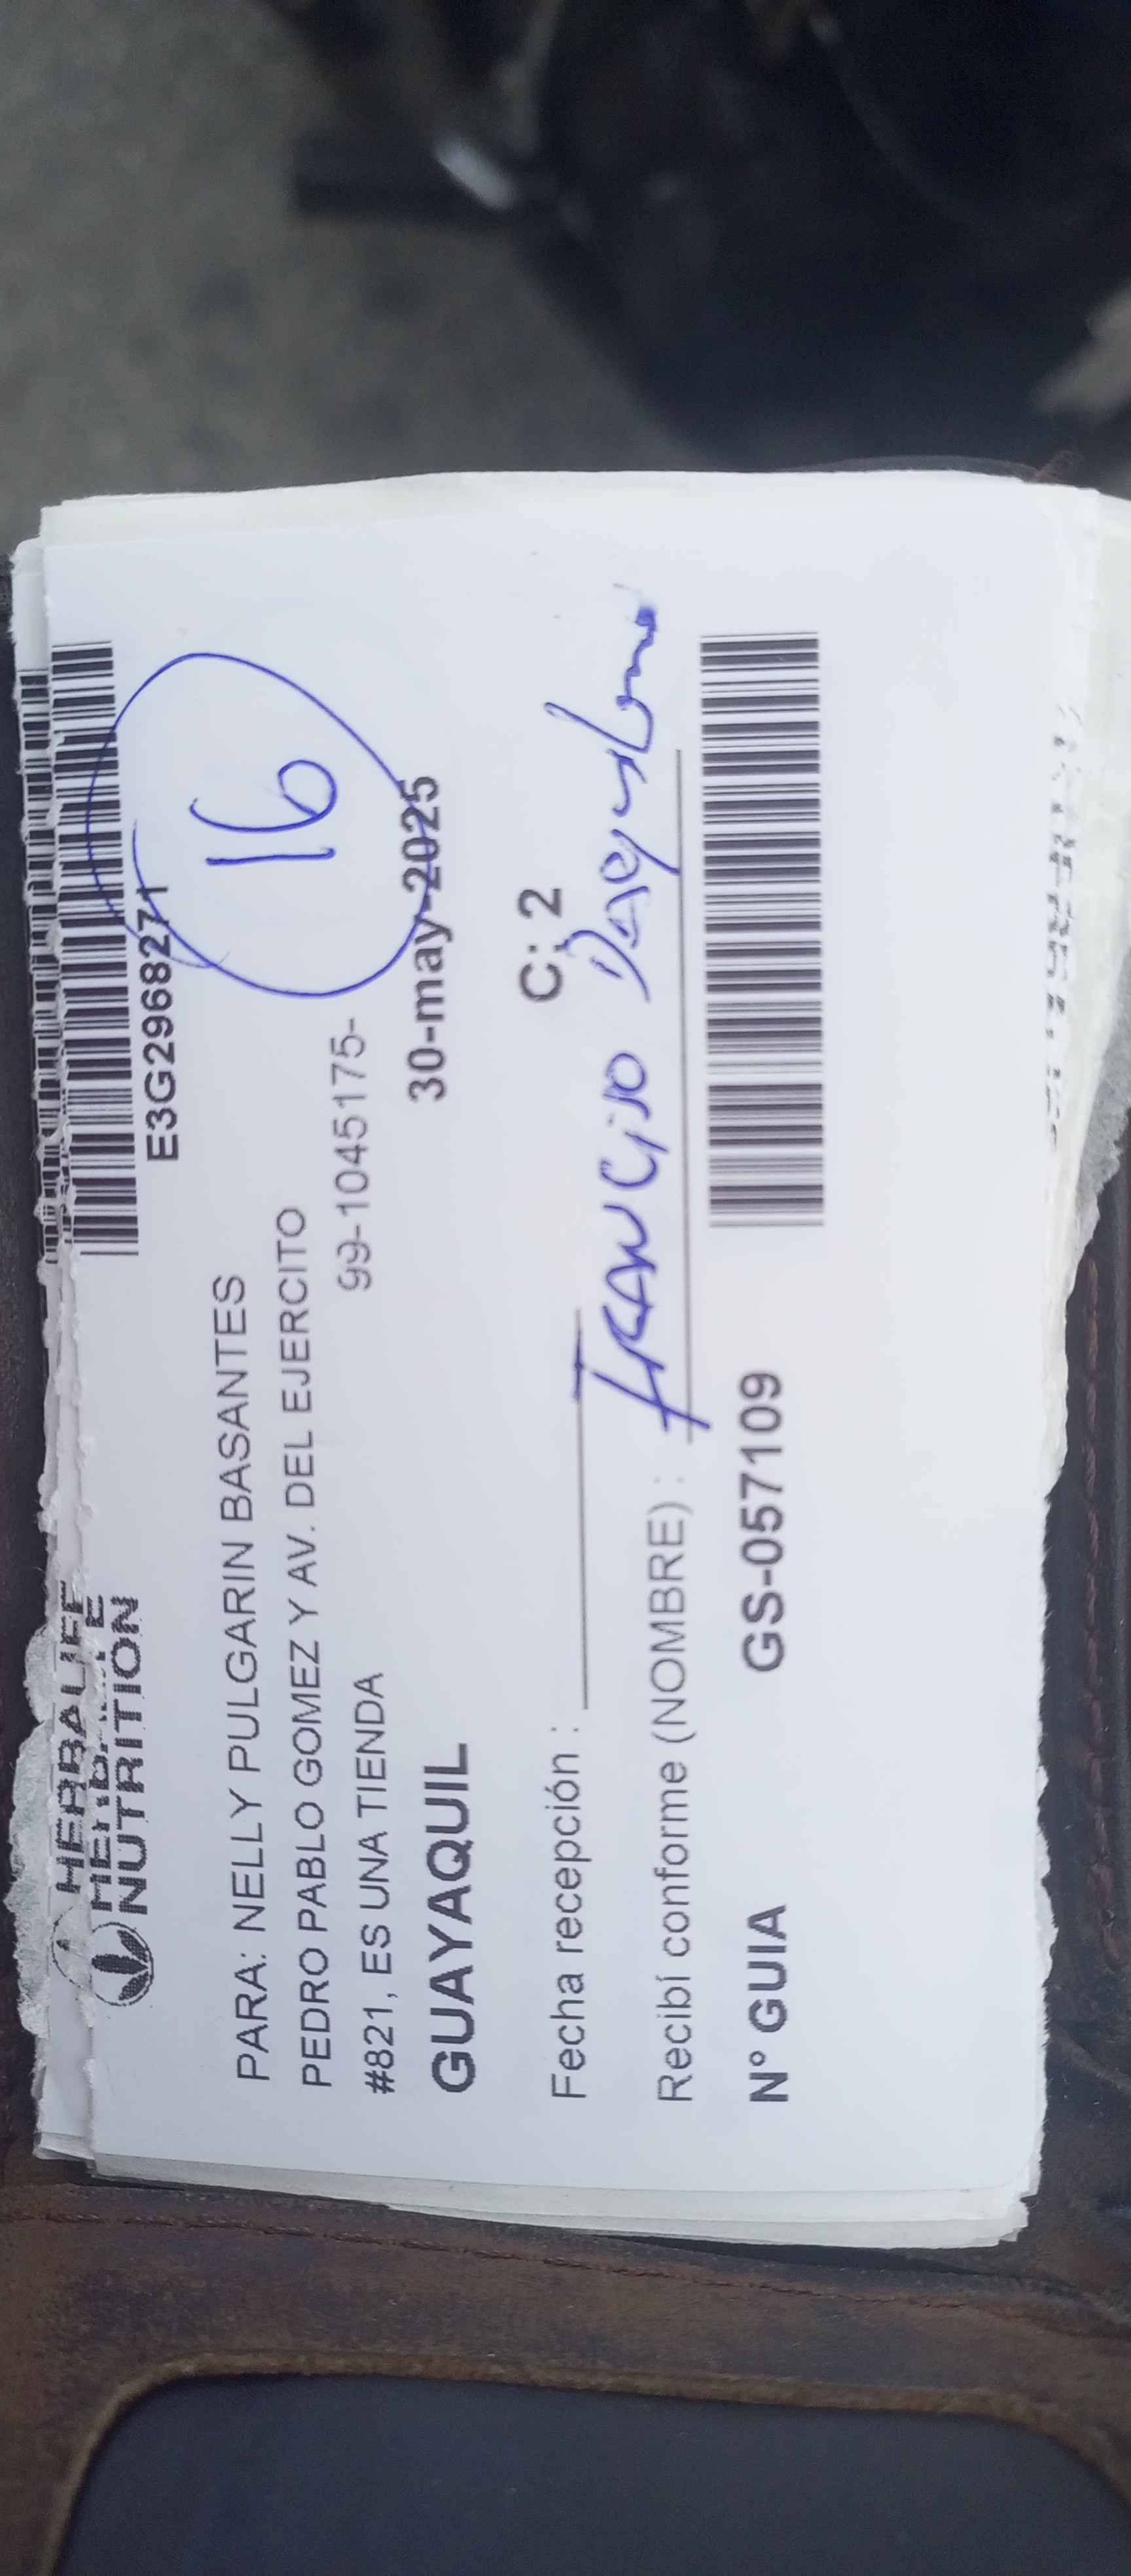 HERBALIFE
NUTRITION
E3G2968271
16
PARA: NELLY PULGARIN BASANTES
PEDRO PABLO GOMEZ Y AV. DEL EJERCITO
99-1045175-
#821, ES UNA TIENDA
30-may-2025
GUAYAQUIL
C: 2
Fecha recepción :
Recibí conforme (NOMBRE) : FRANCisco
N° GUIA GS-057109